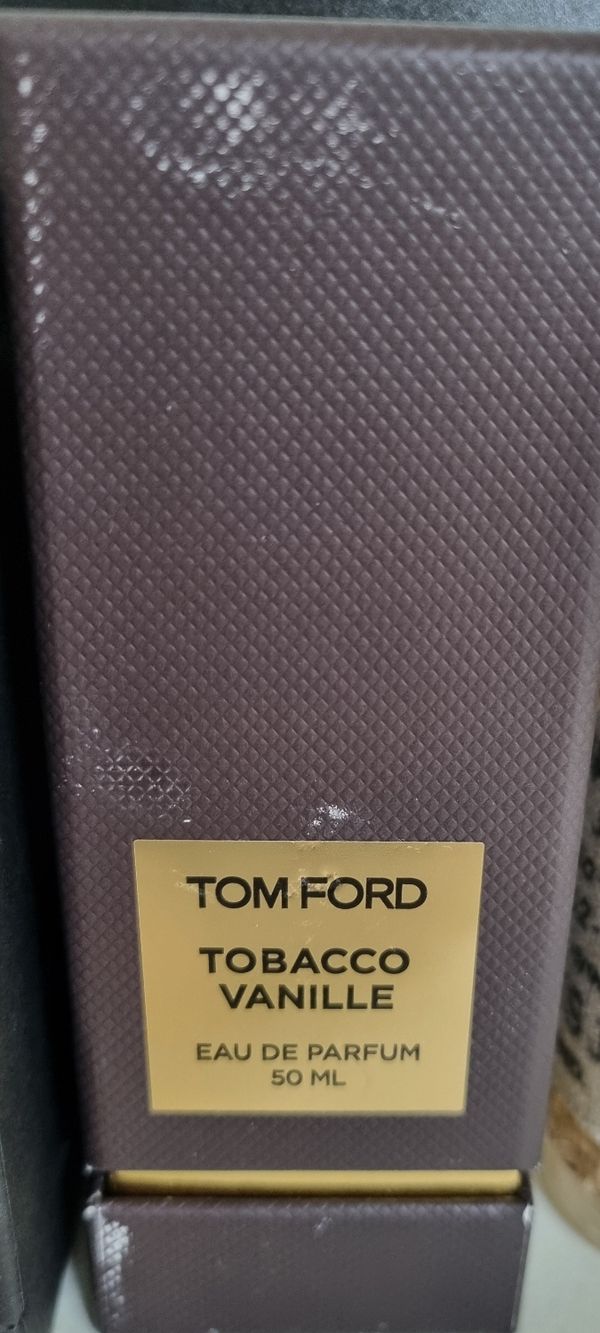 TOM FORD
TOBACCO
VANILLE
EAU DE PARFUM
50 ML